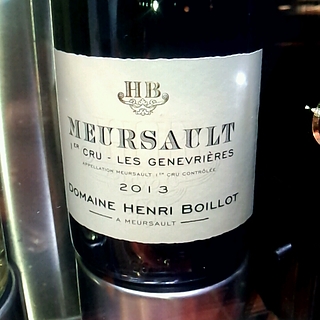 HB
MEURSAULT
1ER CRU - LES GENEVRIÈRES
APPELLATION MEURSAULT 1ER CRU CONTRÔLÉE
2013
DOMAINE HENRI BOILLOT
A MEURSAULT